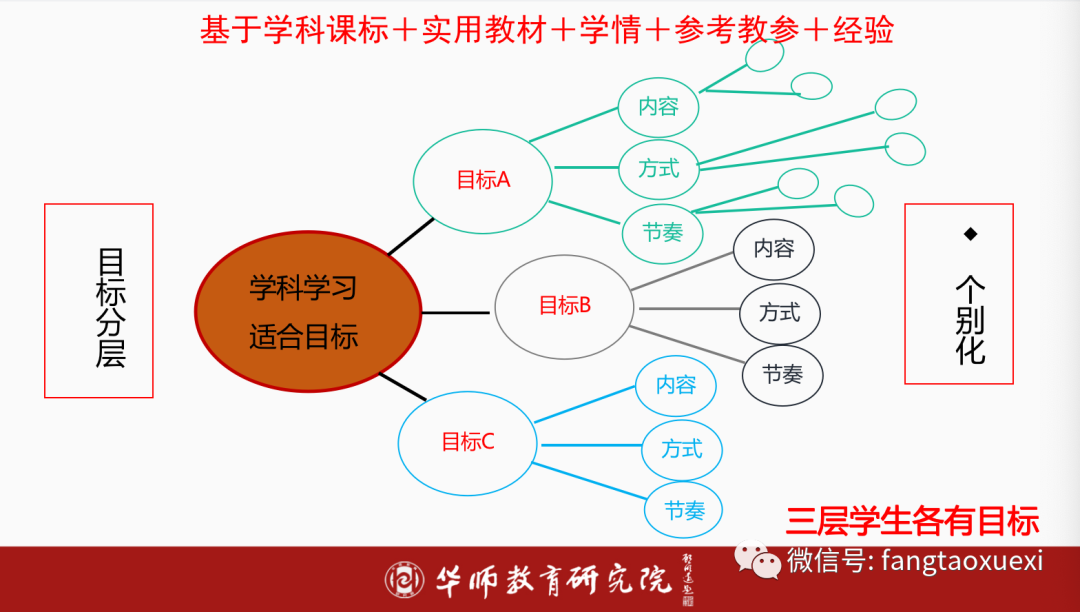 基于学科课标＋实用教材＋学情＋参考教参＋经验
目标分层
学科学习
适合目标
目标A
内容
方式
节奏
目标B
内容
方式
节奏
目标C
内容
方式
节奏
◆ 个别化
三层学生各有目标
微信号: fangtaoxuexi
华师教育研究院